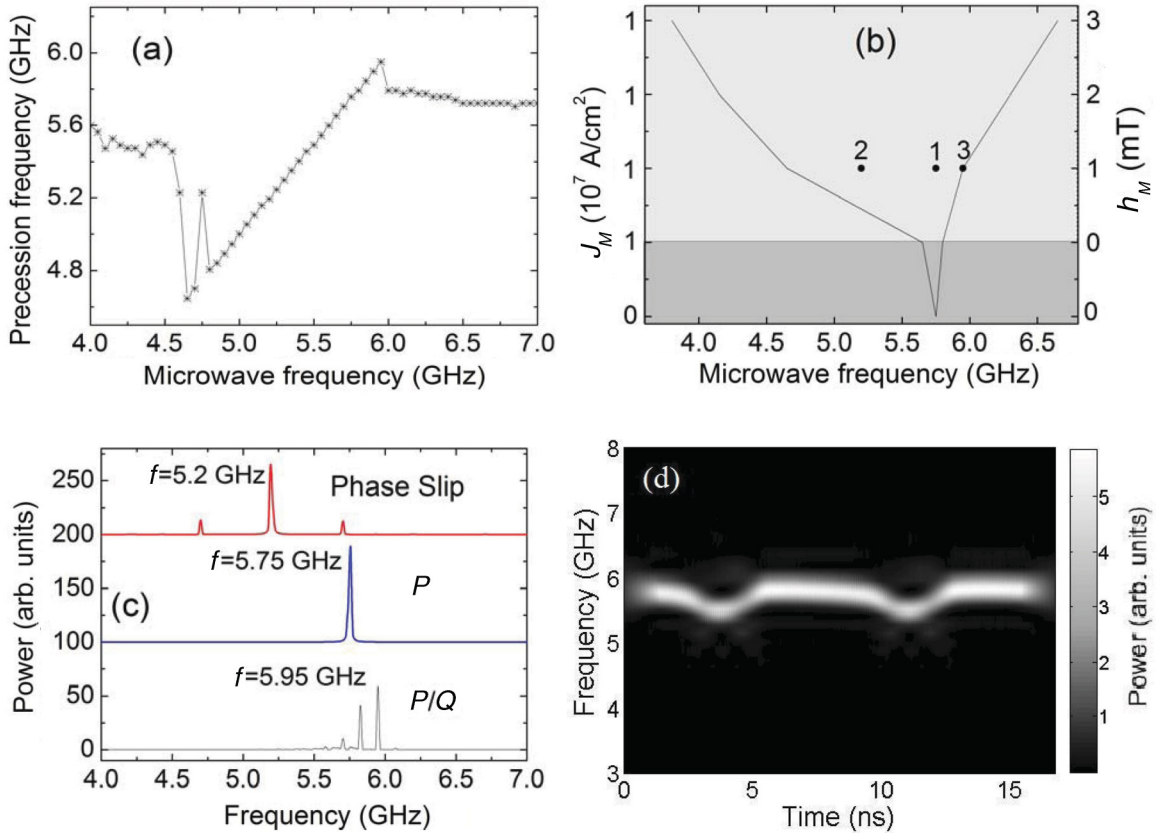 (a)
Precession frequency (GHz)
6.0
5.6
5.2
4.8
4.0 4.5 5.0 5.5 6.0 6.5 7.0
Microwave frequency (GHz)
(b)
J_M (10^7 A/cm^2)
1
1
1
1
0
3
2
1
0
0
h_M (mT)
2 1 3
4.0 4.5 5.0 5.5 6.0 6.5
Microwave frequency (GHz)
(c)
Power (arb. units)
250
200
150
100
50
0
f=5.2 GHz
Phase Slip
f=5.75 GHz
P
f=5.95 GHz
P/Q
4.0 4.5 5.0 5.5 6.0 6.5 7.0
Frequency (GHz)
(d)
Frequency (GHz)
8
7
6
5
4
3
0 5 10 15
Time (ns)
5
4
3
2
1
Power (arb. units)